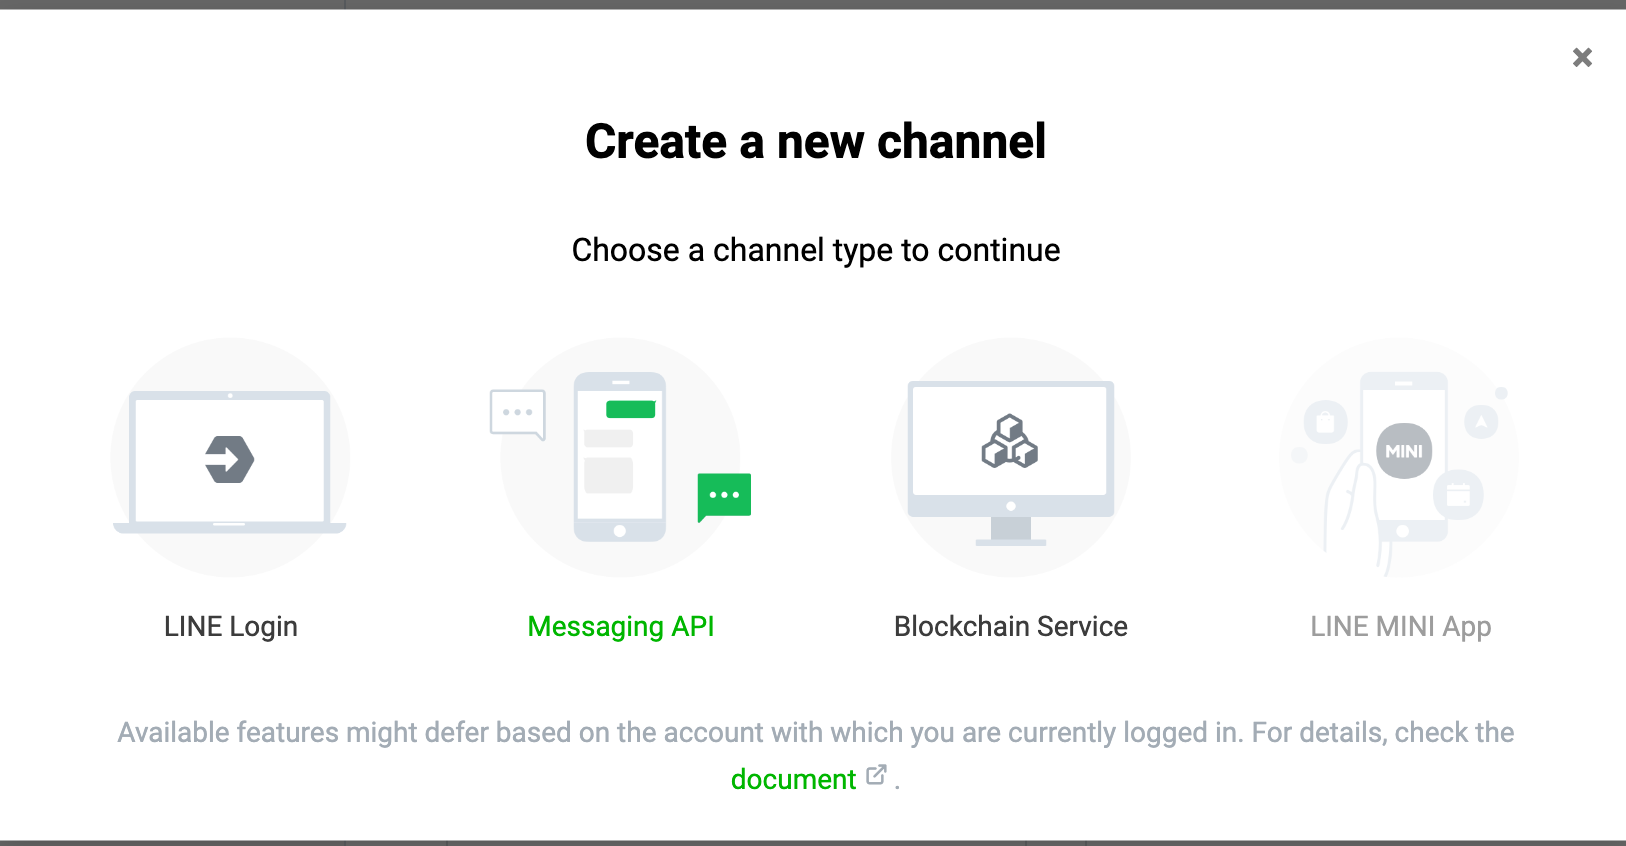 Create a new channel
Choose a channel type to continue
MINI
LINE Login
Messaging API
Blockchain Service
LINE MINI App
Available features might defer based on the account with which you are currently logged in. For details, check the
document .